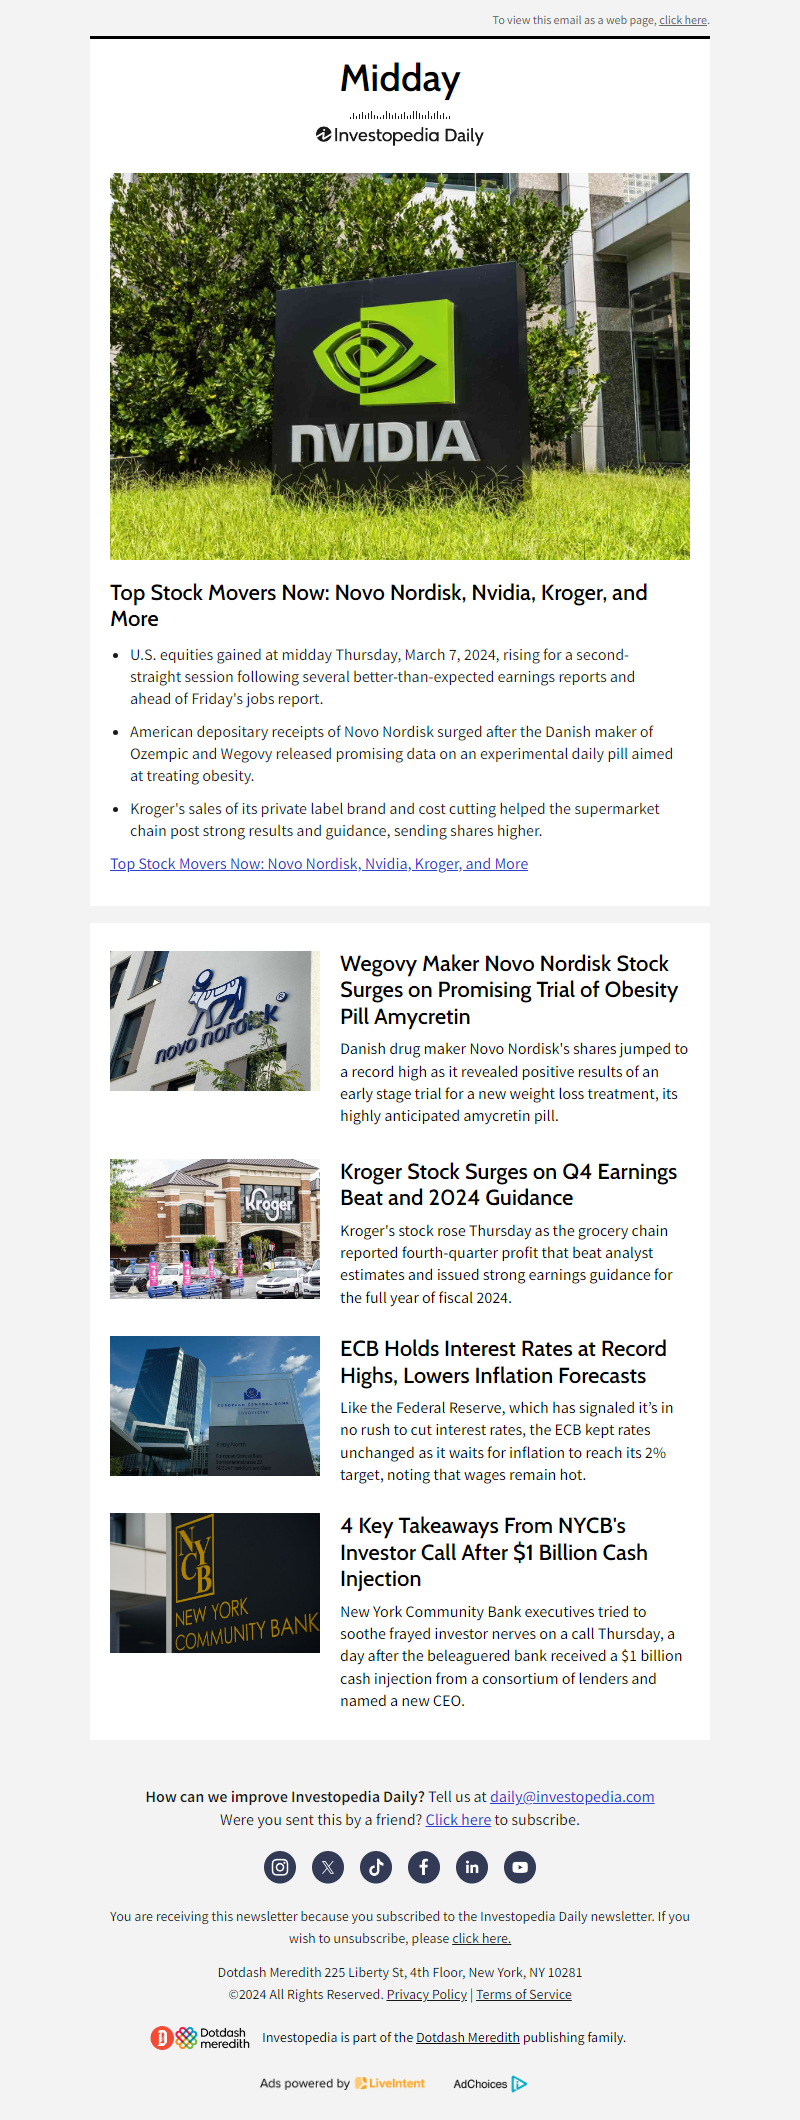 To view this email as a web page, click here.
Midday
Investopedia Daily
NVIDIA
Top Stock Movers Now: Novo Nordisk, Nvidia, Kroger, and
More
U.S. equities gained at midday Thursday, March 7, 2024, rising for a second-
straight session following several better-than-expected earnings reports and
ahead of Friday's jobs report.
American depositary receipts of Novo Nordisk surged after the Danish maker of
Ozempic and Wegovy released promising data on an experimental daily pill aimed
at treating obesity.
Kroger's sales of its private label brand and cost cutting helped the supermarket
chain post strong results and guidance, sending shares higher.
Top Stock Movers Now: Novo Nordisk, Nvidia, Kroger, and More
novo nordisk
Wegovy Maker Novo Nordisk Stock
Surges on Promising Trial of Obesity
Pill Amycretin
Danish drug maker Novo Nordisk's shares jumped to
a record high as it revealed positive results of an
early stage trial for a new weight loss treatment, its
highly anticipated amycretin pill.
Kroger
Kroger Stock Surges on Q4 Earnings
Beat and 2024 Guidance
Kroger's stock rose Thursday as the grocery chain
reported fourth-quarter profit that beat analyst
estimates and issued strong earnings guidance for
the full year of fiscal 2024.
EUROPEAN CENTRAL BANK
EUROSYSTEM
ECB Holds Interest Rates at Record
Highs, Lowers Inflation Forecasts
Like the Federal Reserve, which has signaled it’s in
no rush to cut interest rates, the ECB kept rates
unchanged as it waits for inflation to reach its 2%
target, noting that wages remain hot.
NYCB
NEW YORK
COMMUNITY BANK
4 Key Takeaways From NYCB's
Investor Call After $1 Billion Cash
Injection
New York Community Bank executives tried to
soothe frayed investor nerves on a call Thursday, a
day after the beleaguered bank received a $1 billion
cash injection from a consortium of lenders and
named a new CEO.
How can we improve Investopedia Daily? Tell us at daily@investopedia.com
Were you sent this by a friend? Click here to subscribe.
You are receiving this newsletter because you subscribed to the Investopedia Daily newsletter. If you
wish to unsubscribe, please click here.
Dotdash Meredith 225 Liberty St, 4th Floor, New York, NY 10281
©2024 All Rights Reserved. Privacy Policy | Terms of Service
Dotdash
meredith
Investopedia is part of the Dotdash Meredith publishing family.
Ads powered by LiveIntent
AdChoices